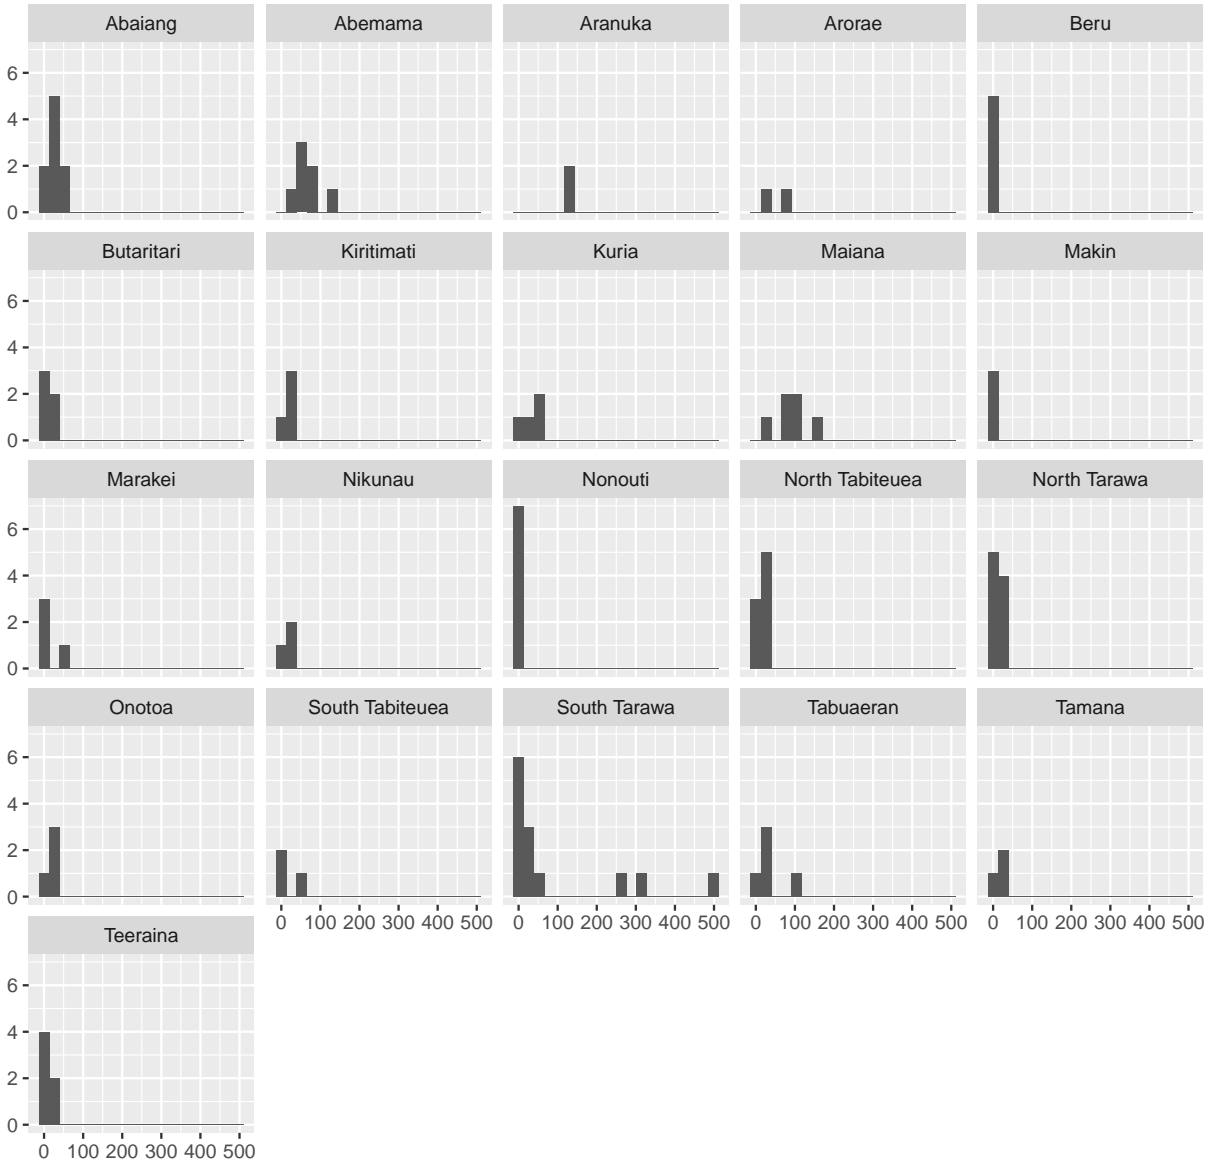 Abaiang Abemama Aranuka Arorae Beru
6
4
2
0
Butaritari Kiritimati Kuria Maiana Makin
6
4
2
0
Marakei Nikunau Nonouti North Tabiteuea North Tarawa
6
4
2
0
Onotoa South Tabiteuea South Tarawa Tabuaeran Tamana
6
4
2
0
0 100 200 300 400 500 0 100 200 300 400 500 0 100 200 300 400 500 0 100 200 300 400 500
Teeraina
6
4
2
0
0 100 200 300 400 500